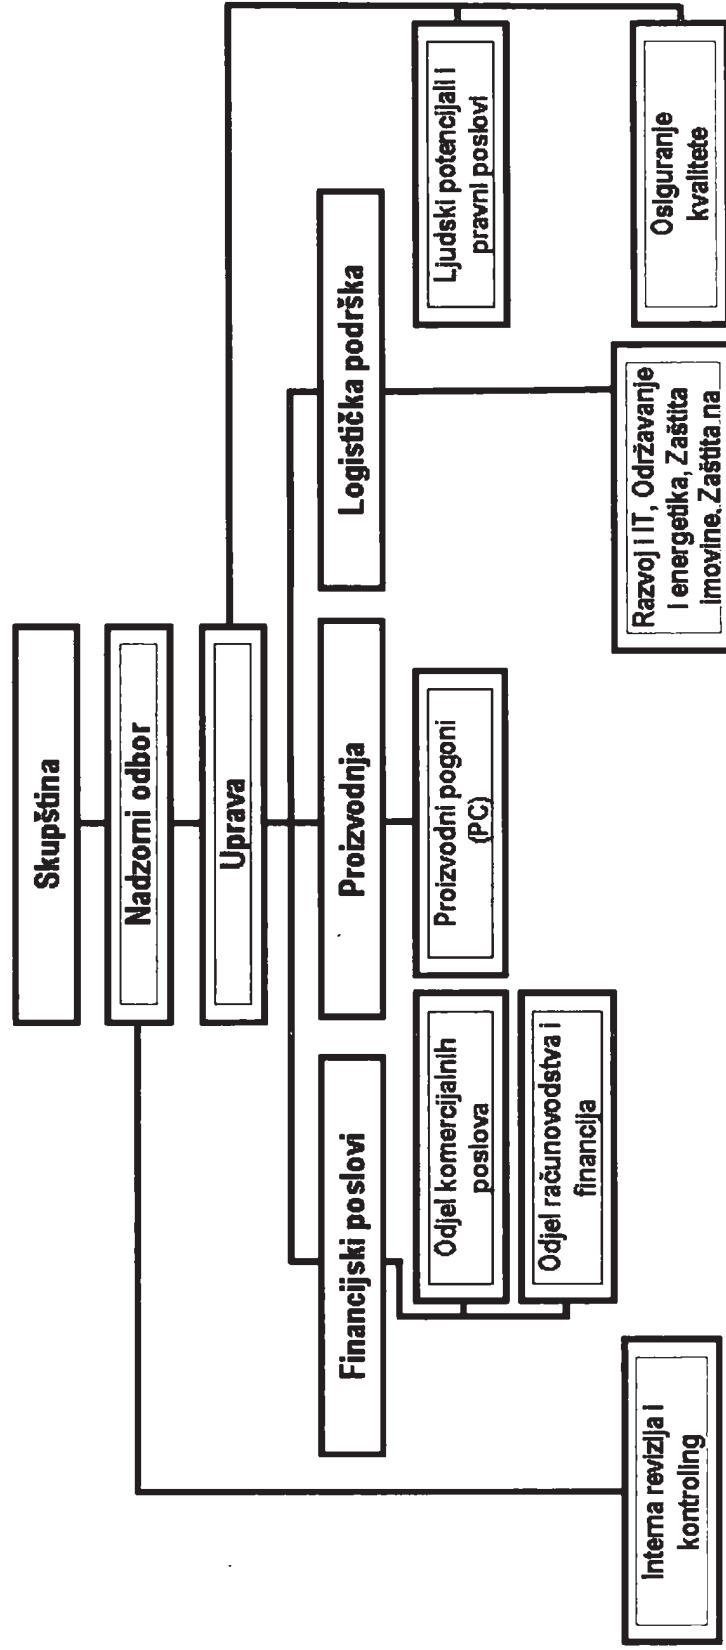 Skupština
Nadzorni odbor
Uprava
Financijski poslovi
Proizvodnja
Logistička podrška
Odjel komercijalnih
poslova
Odjel računovodstva i
financija
Proizvodni pogoni
(PC)
Ljudski potencijali i
pravni poslovi
Interna revizija i
kontroling
Razvoj i IT, Održavanje
i energetika, Zaštita
imovine, Zaštita na
Osiguranje
kvalitete